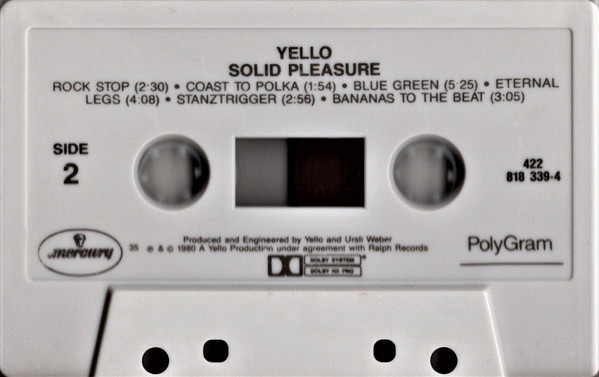 YELLO
SOLID PLEASURE
ROCK STOP (2:30) • COAST TO POLKA (1:54) • BLUE GREEN (5:25) • ETERNAL
LEGS (4:08) • STANZTRIGGER (2:56) • BANANAS TO THE BEAT (3:05)
SIDE
2
422
818 339-4
mercury
35 ℗ & © 1980 A Yello Production under agreement with Ralph Records
Produced and Engineered by Yello and Ursli Weber
DOLBY SYSTEM
DOLBY HX PRO
PolyGram